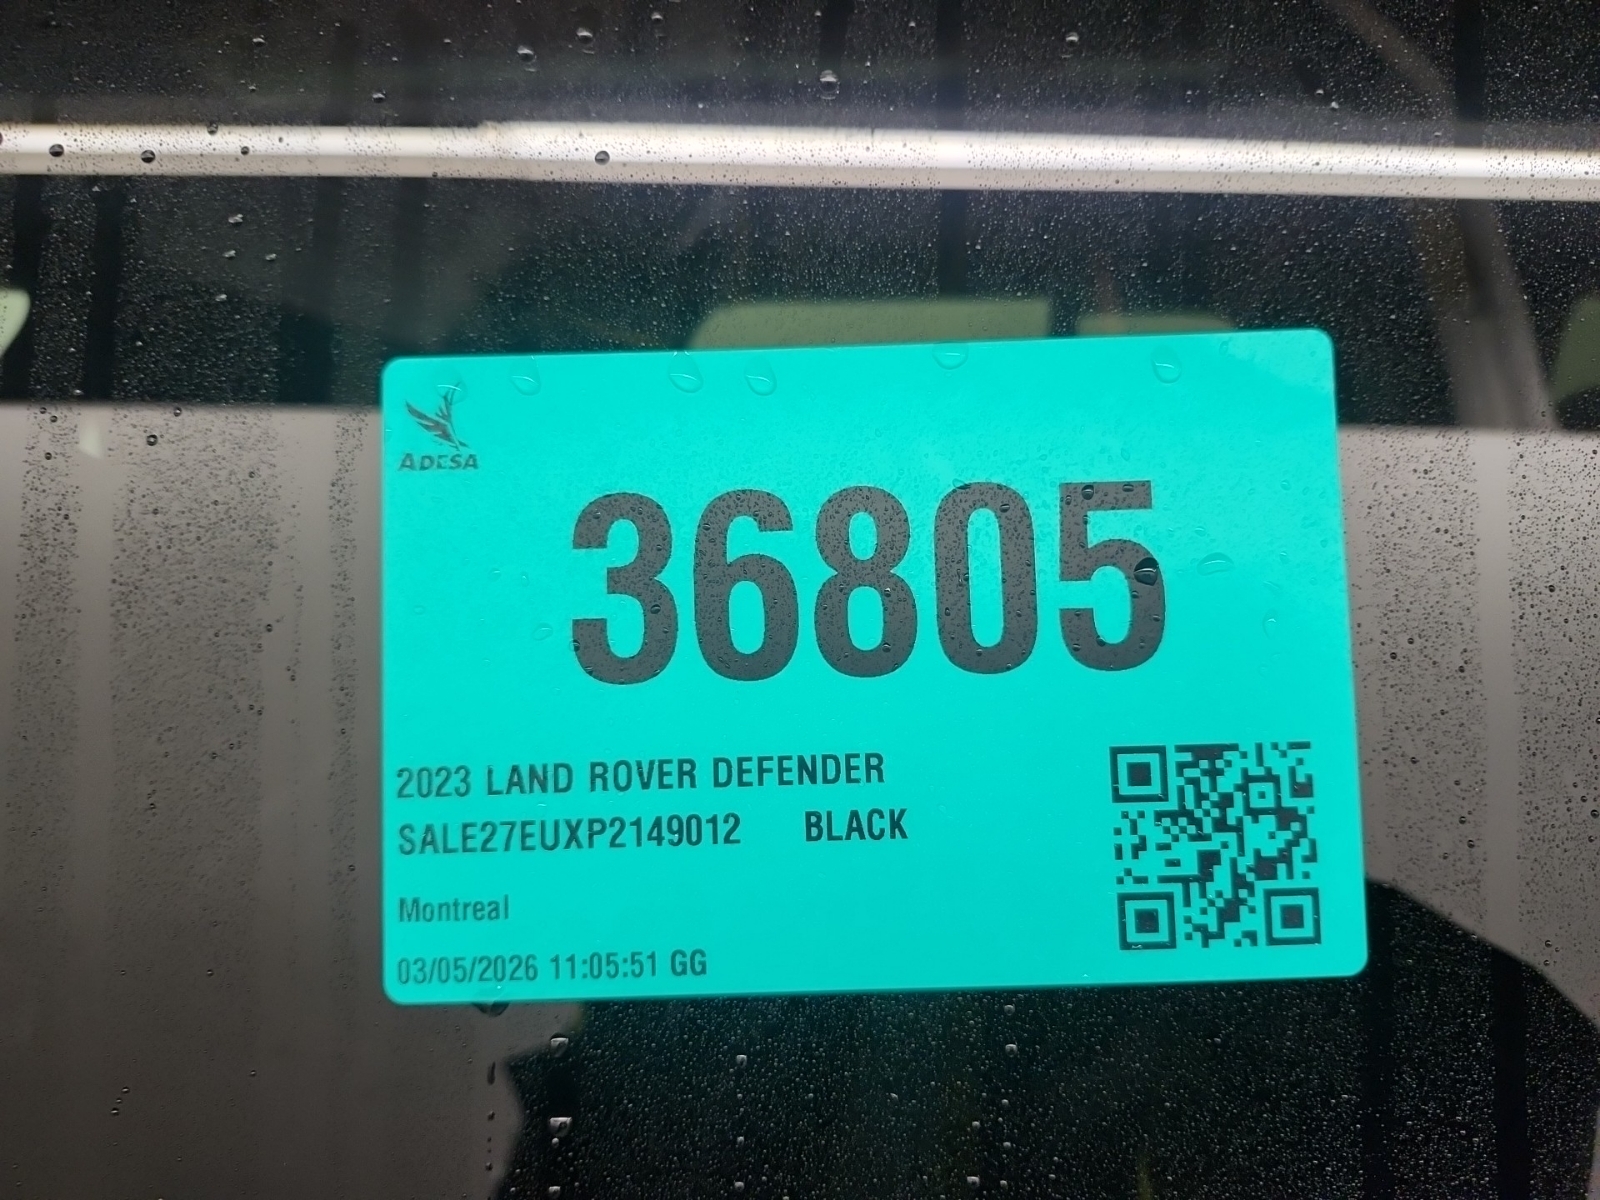 ADESA
36805
2023 LAND ROVER DEFENDER
SALE27EUXP2149012 BLACK
Montreal
03/05/2026 11:05:51 GG